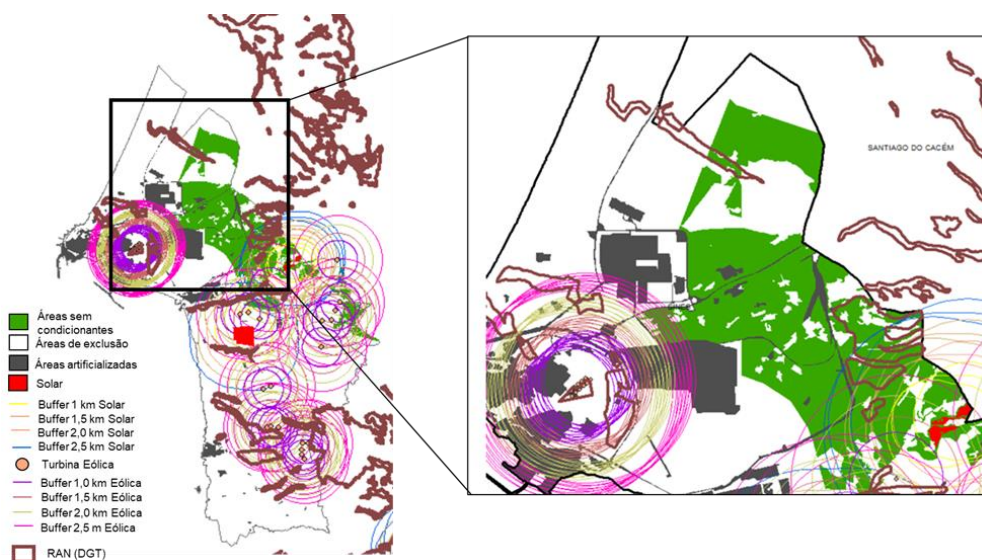 SANTIAGO DO CACÉM
SINES
Áreas sem
condicionantes
Áreas de exclusão
Áreas artificializadas
Solar
Buffer 1 km Solar
Buffer 1,5 km Solar
Buffer 2,0 km Solar
Buffer 2,5 km Solar
Turbina Eólica
Buffer 1,0 km Eólica
Buffer 1,5 km Eólica
Buffer 2,0 km Eólica
Buffer 2,5 m Eólica
RAN (DGT)